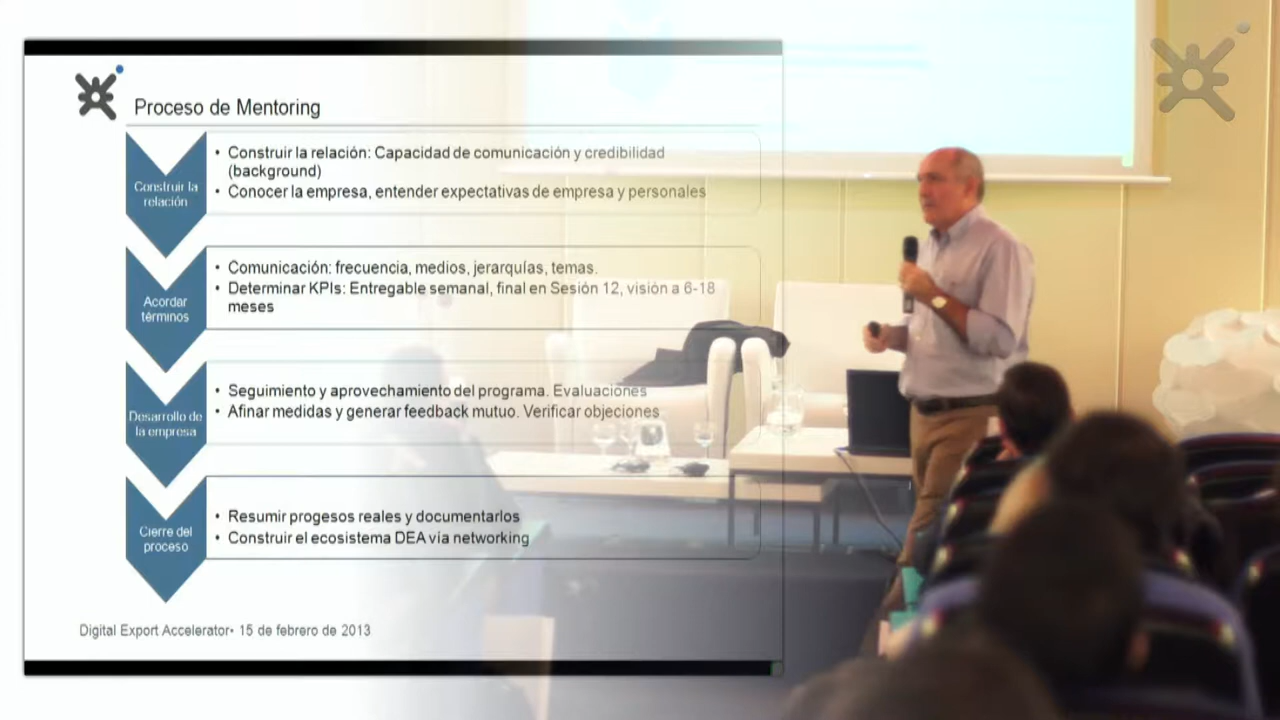 Proceso de Mentoring
Construir la
relación
• Construir la relación: Capacidad de comunicación y credibilidad
(background)
• Conocer la empresa, entender expectativas de empresa y personales
Acordar
términos
• Comunicación: frecuencia, medios, jerarquías, temas.
• Determinar KPIs: Entregable semanal, final en Sesión 12, visión a 6-18
meses
Desarrollo de
la empresa
• Seguimiento y aprovechamiento del programa. Evaluaciones
• Afinar medidas y generar feedback mutuo. Verificar objeciones
Cierre del
proceso
• Resumir progesos reales y documentarlos
• Construir el ecosistema DEA vía networking
Digital Export Accelerator• 15 de febrero de 2013